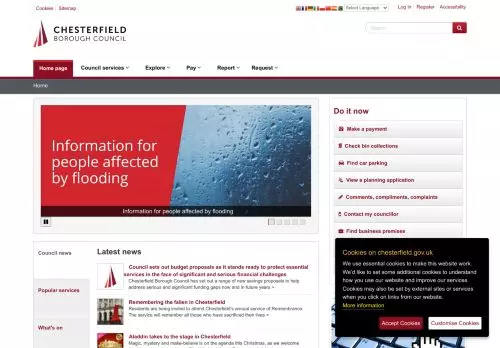 Cookies Sitemap
Select Language
Log in Register Accessibility
CHESTERFIELD
BOROUGH COUNCIL
Search
Home page Council services Explore Pay Report Request
Home
Information for
people affected
by flooding
Information for people affected by flooding
Do it now
Make a payment
Check bin collections
Find car parking
View a planning application
Comments, compliments, complaints
Contact my councillor
Find business premises
Council news
Popular services
What's on
Latest news
Council sets out budget proposals as it stands ready to protect essential
services in the face of significant and serious financial challenges
Chesterfield Borough Council has set out a range of new savings proposals to help
address serious and significant funding gaps now and in future years >
Remembering the fallen in Chesterfield
Residents are being invited to attend Chesterfield's annual service of Remembrance.
The service will remember all those who have sacrificed their lives >
Aladdin takes to the stage in Chesterfield
Magic, mystery and make-believe is on the agenda this Christmas, as we welcome
Cookies on chesterfield.gov.uk
We use essential cookies to make this website work.
We'd like to set some additional cookies to understand
how you use our website and improve our services.
Cookies may also be set by external sites or services
when you click on links from our website.
More information
Accept Cookies Customise Cookies